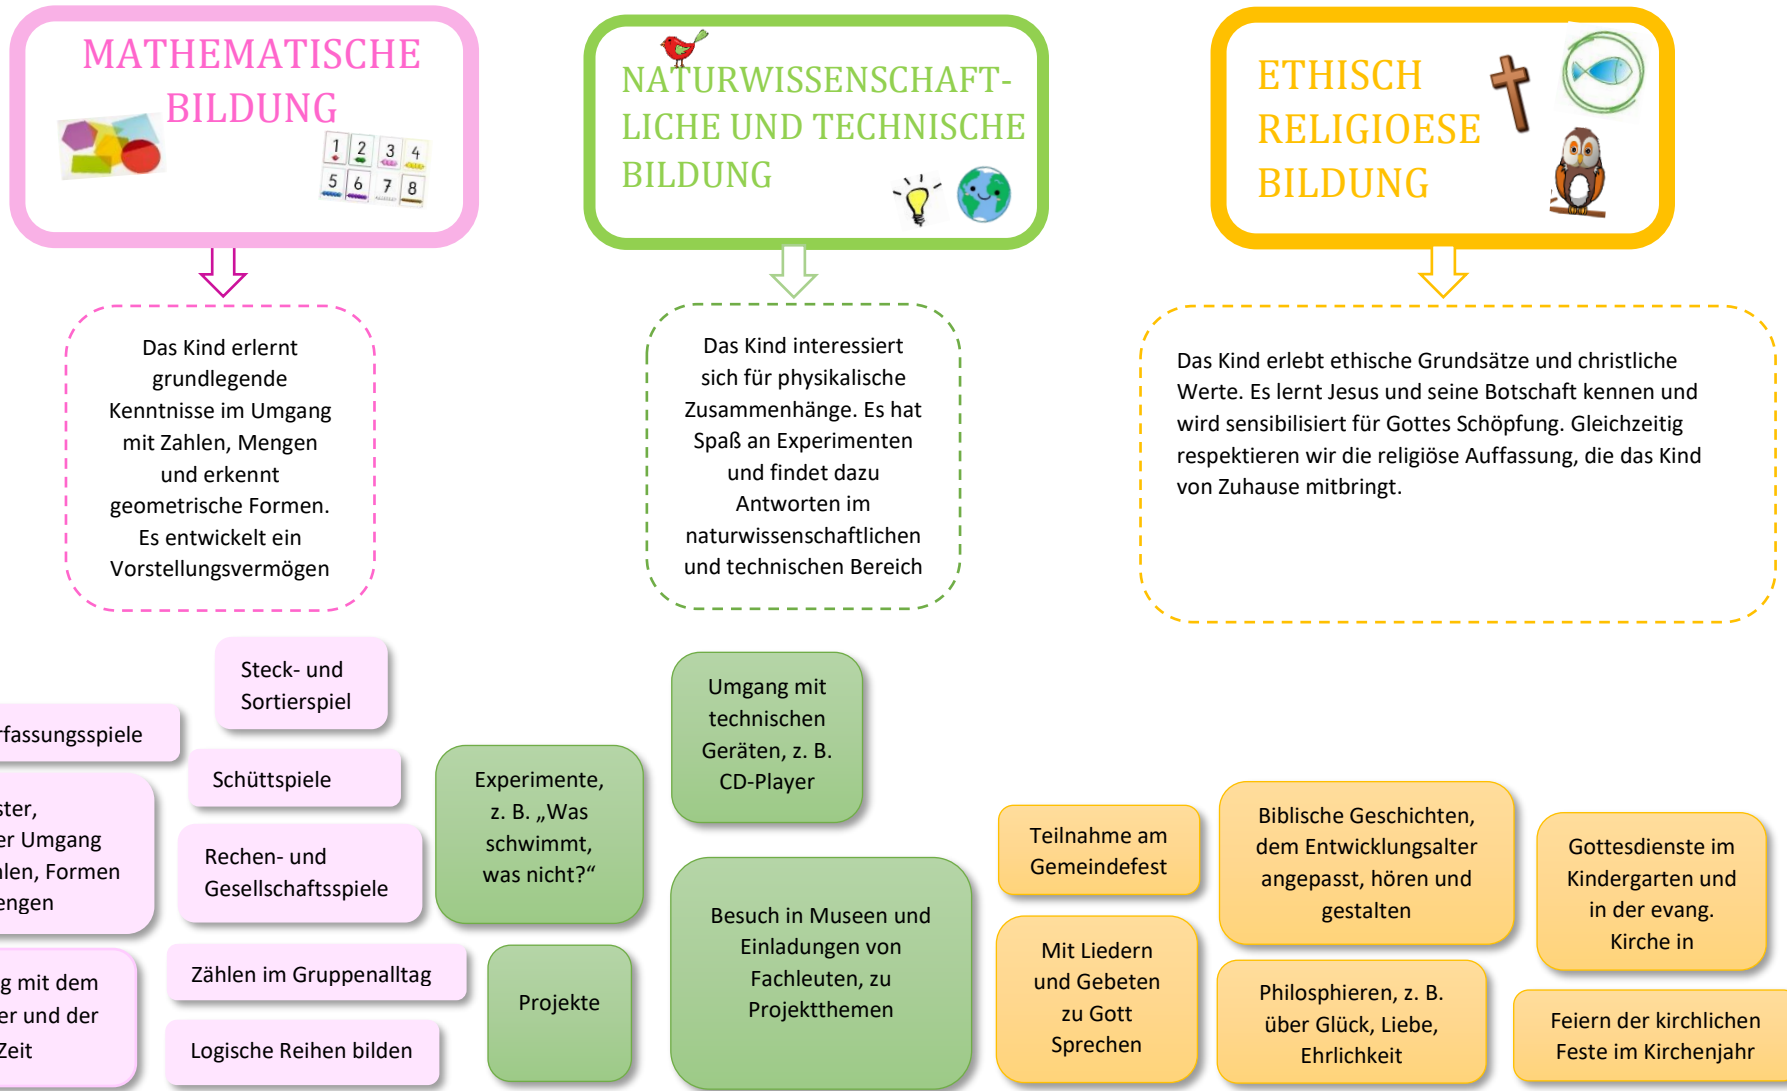 MATHEMATISCHE
BILDUNG
1 2 3 4
5 6 7 8
Das Kind erlernt
grundlegende
Kenntnisse im Umgang
mit Zahlen, Mengen
und erkennt
geometrische Formen.
Es entwickelt ein
Vorstellungsvermögen
Steck- und
Sortierspiel
rfassungsspiele
Schüttspiele
ster,
er Umgang
len, Formen
engen
Rechen- und
Gesellschaftsspiele
g mit dem
er und der
Zeit
Zählen im Gruppenalltag
Logische Reihen bilden
NATURWISSENSCHAFT-
LICHE UND TECHNISCHE
BILDUNG
Das Kind interessiert
sich für physikalische
Zusammenhänge. Es hat
Spaß an Experimenten
und findet dazu
Antworten im
naturwissenschaftlichen
und technischen Bereich
Umgang mit
technischen
Geräten, z. B.
CD-Player
Experimente,
z. B. „Was
schwimmt,
was nicht?“
Besuch in Museen und
Einladungen von
Fachleuten, zu
Projektthemen
Projekte
ETHISCH
RELIGIOESE
BILDUNG
Das Kind erlebt ethische Grundsätze und christliche
Werte. Es lernt Jesus und seine Botschaft kennen und
wird sensibilisiert für Gottes Schöpfung. Gleichzeitig
respektieren wir die religiöse Auffassung, die das Kind
von Zuhause mitbringt.
Teilnahme am
Gemeindefest
Biblische Geschichten,
dem Entwicklungsalter
angepasst, hören und
gestalten
Gottesdienste im
Kindergarten und
in der evang.
Kirche in
Mit Liedern
und Gebeten
zu Gott
Sprechen
Philosphieren, z. B.
über Glück, Liebe,
Ehrlichkeit
Feiern der kirchlichen
Feste im Kirchenjahr